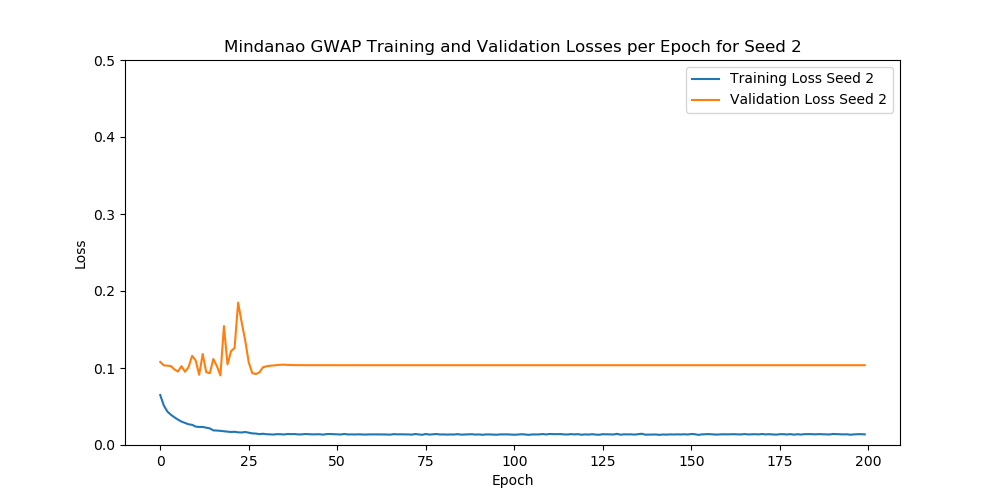 Mindanao GWAP Training and Validation Losses per Epoch for Seed 2
Training Loss Seed 2
Validation Loss Seed 2
0.5
0.4
0.3
0.2
0.1
0.0
Loss
0 25 50 75 100 125 150 175 200
Epoch